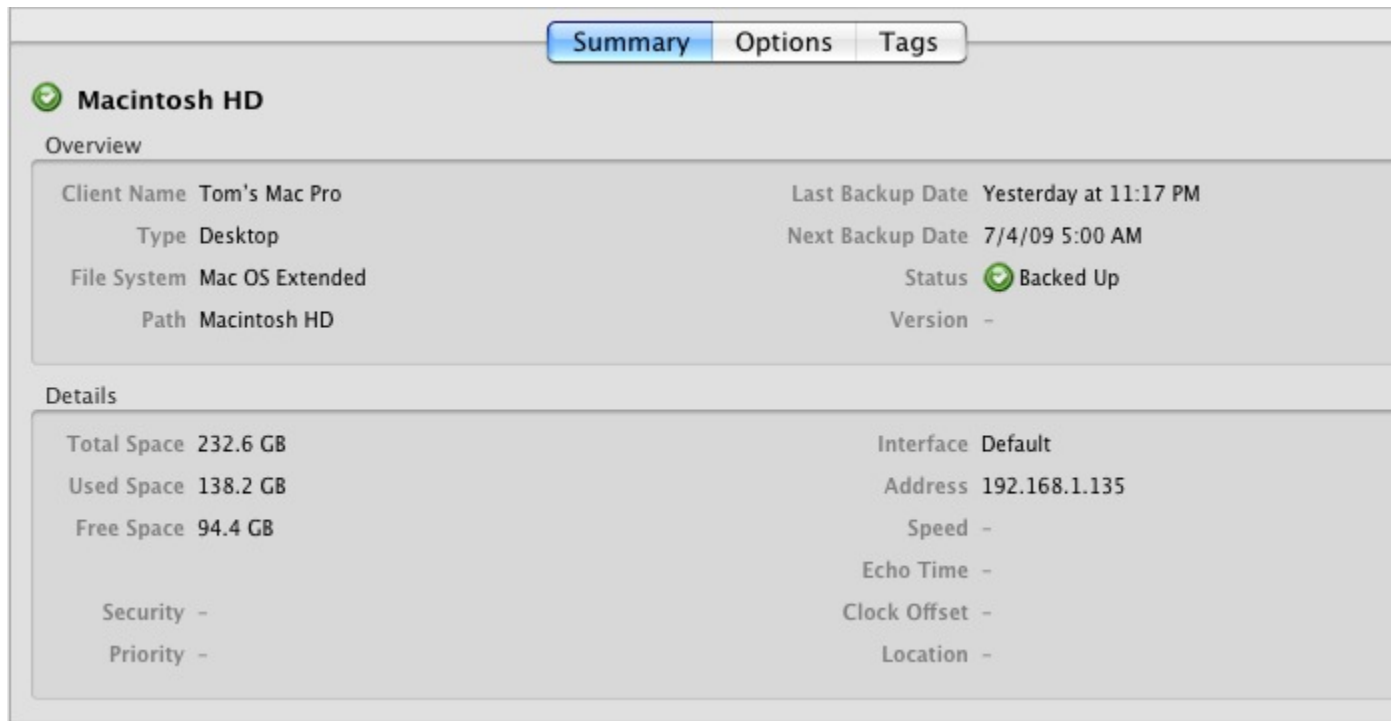 Summary Options Tags
Macintosh HD
Overview
Client Name Tom's Mac Pro Last Backup Date Yesterday at 11:17 PM
Type Desktop Next Backup Date 7/4/09 5:00 AM
File System Mac OS Extended Status Backed Up
Path Macintosh HD Version -
Details
Total Space 232.6 GB Interface Default
Used Space 138.2 GB Address 192.168.1.135
Free Space 94.4 GB Speed -
Echo Time -
Security - Clock Offset -
Priority - Location -